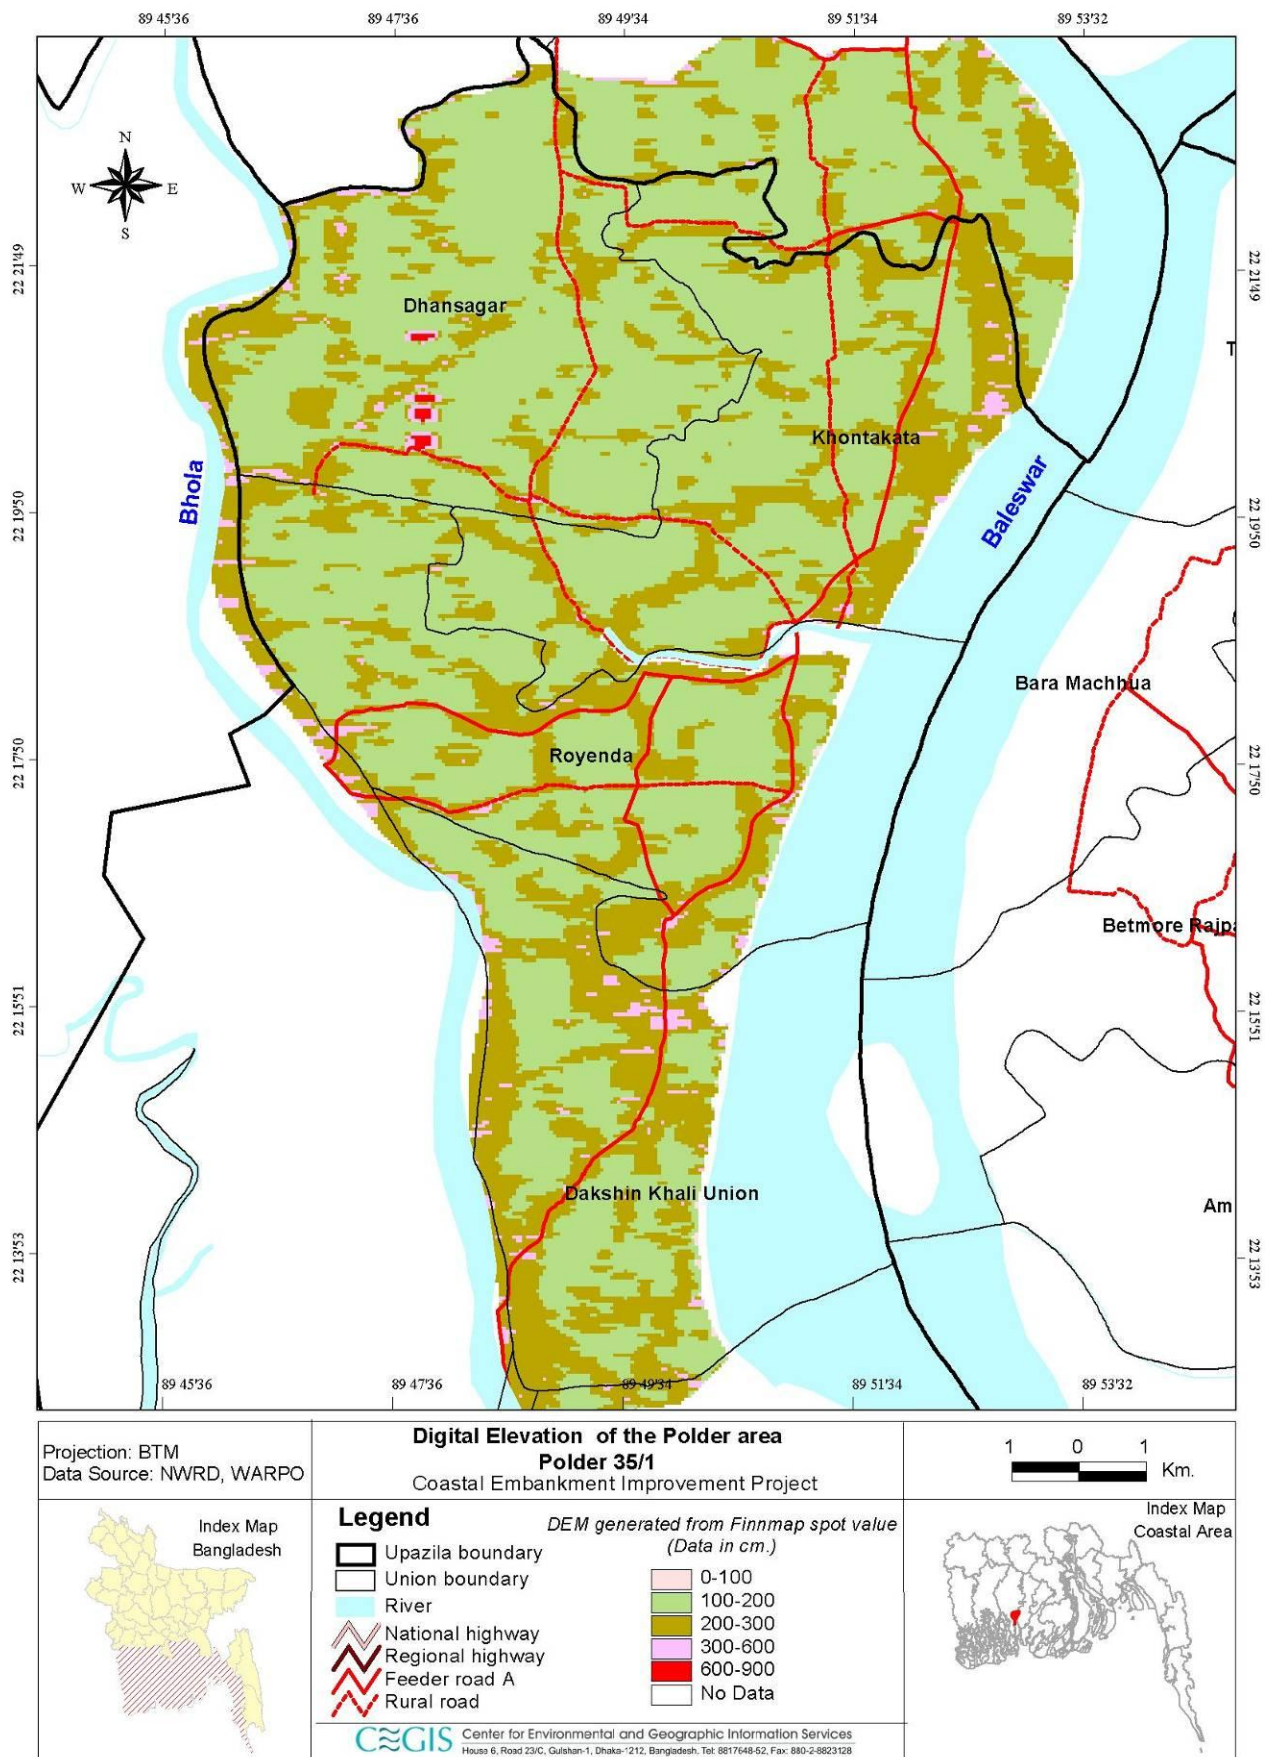 89 45'36
89 47'36
89 49'34
89 51'34
89 53'32
N
W
E
S
22 21'49
22 21'49
Dhansagar
T
Khontakata
Bhola
Baleswar
22 19'50
22 19'50
Bara Machhua
Royenda
22 17'50
22 17'50
Betmore Rajpa
22 15'51
22 15'51
Dakshin Khali Union
Am
22 13'53
22 13'53
89 45'36
89 47'36
89 49'34
89 51'34
89 53'32
Projection: BTM
Data Source: NWRD, WARPO
Digital Elevation of the Polder area
Polder 35/1
Coastal Embankment Improvement Project
1 0 1
Km.
Index Map
Bangladesh
Legend
Upazila boundary
Union boundary
River
National highway
Regional highway
Feeder road A
Rural road
DEM generated from Finnmap spot value
(Data in cm.)
0-100
100-200
200-300
300-600
600-900
No Data
Index Map
Coastal Area
CEGIS Center for Environmental and Geographic Information Services
House 6, Road 23/C, Gulshan-1, Dhaka-1212, Bangladesh. Tel: 8817648-52, Fax: 880-2-8823128